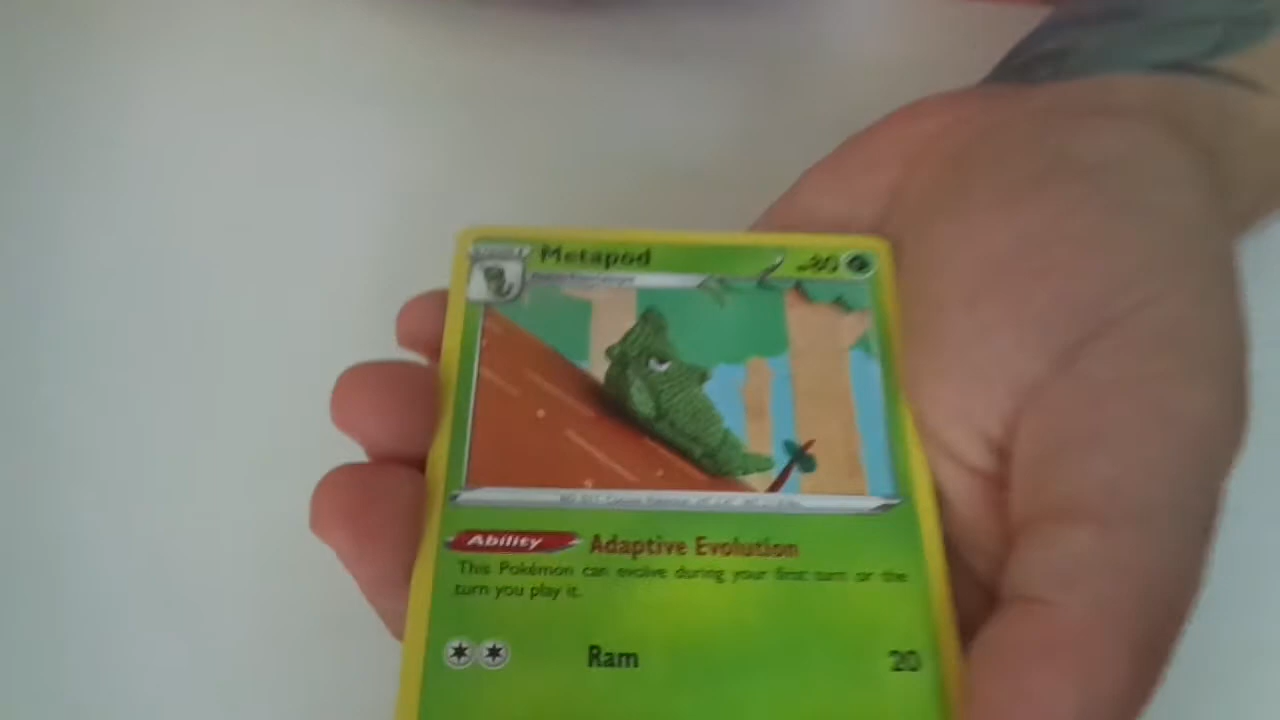 Metapod
80
Ability Adaptive Evolution
This Pokémon can evolve during your first turn or the
turn you play it.
Ram 20